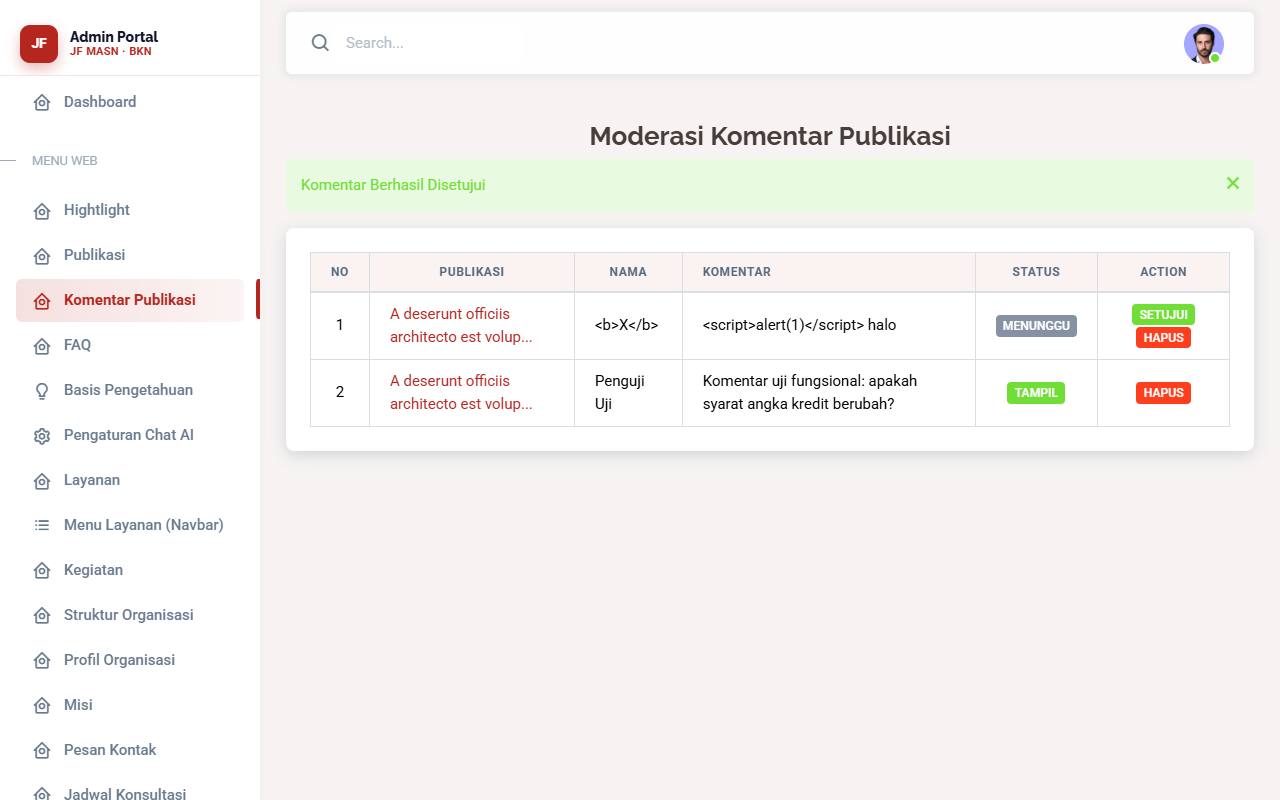 JF
Admin Portal
JF MASN · BKN
Search...
Dashboard
MENU WEB
Hightlight
Publikasi
Komentar Publikasi
FAQ
Basis Pengetahuan
Pengaturan Chat AI
Layanan
Menu Layanan (Navbar)
Kegiatan
Struktur Organisasi
Profil Organisasi
Misi
Pesan Kontak
Jadwal Konsultasi
Moderasi Komentar Publikasi
Komentar Berhasil Disetujui
NO PUBLIKASI NAMA KOMENTAR STATUS ACTION
1 A deserunt officiis architecto est volup... <b>X</b> <script>alert(1)</script> halo MENUNGGU SETUJUI HAPUS
2 A deserunt officiis architecto est volup... Penguji Uji Komentar uji fungsional: apakah syarat angka kredit berubah? TAMPIL HAPUS